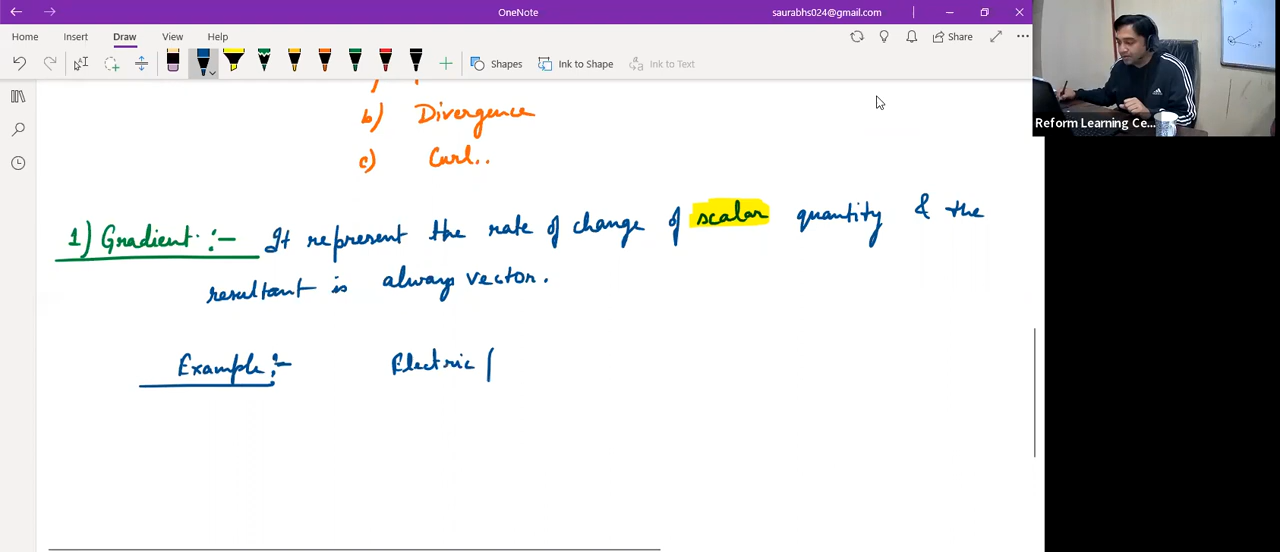 OneNote
saurabhs024@gmail.com
Home Insert Draw View Help
Share
Shapes Ink to Shape Ink to Text
b) Divergence
c) Curl..
1) Gradient :- It represent the rate of change of scalar quantity & the
resultant is always vector.
Example :- Electric
Reform Learning Ce...